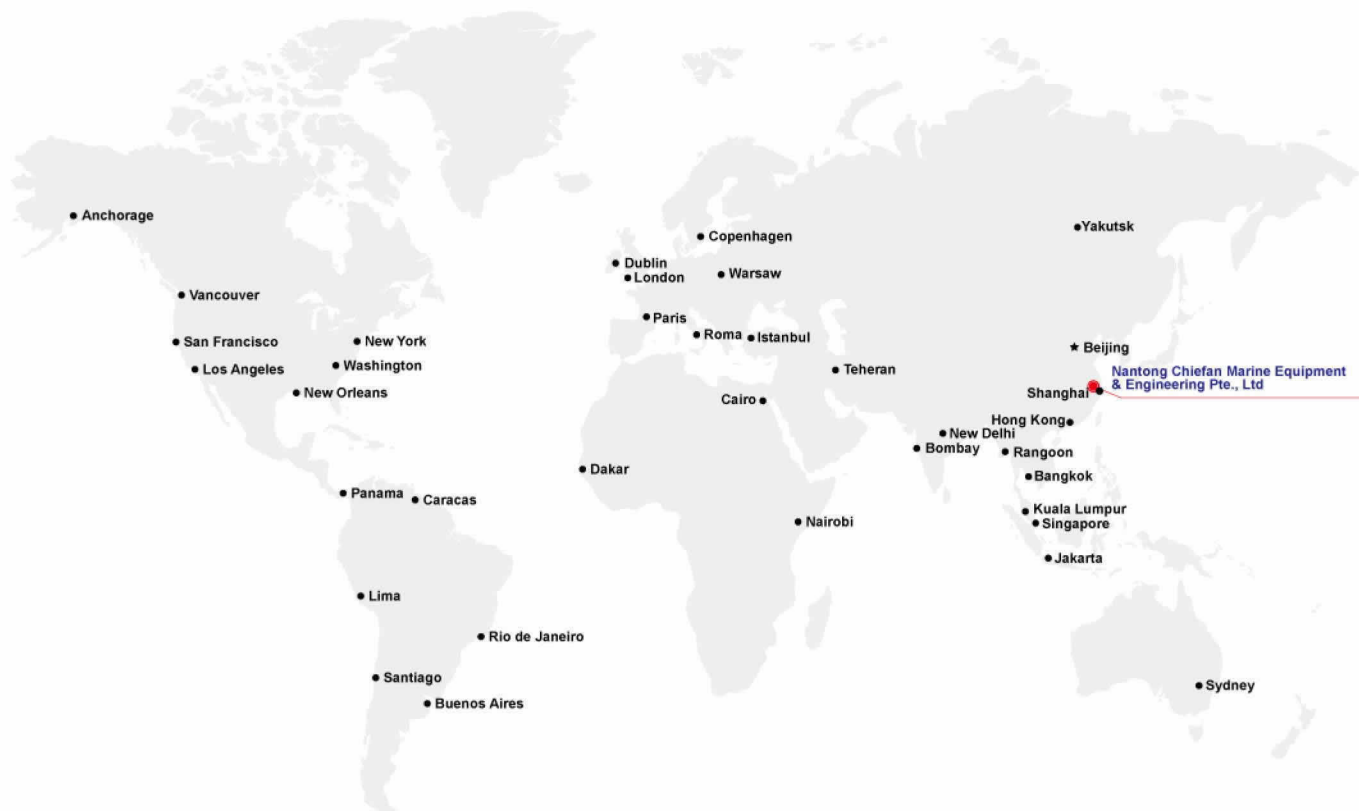 Anchorage
Yakutsk
Copenhagen
Dublin
London
Warsaw
Vancouver
Paris
Roma
Istanbul
San Francisco
New York
Beijing
Los Angeles
Washington
Teheran
Nantong Chiefan Marine Equipment
& Engineering Pte., Ltd
New Orleans
Cairo
Shanghai
Hong Kong
New Delhi
Bombay
Rangoon
Dakar
Bangkok
Panama
Caracas
Kuala Lumpur
Nairobi
Singapore
Jakarta
Lima
Rio de Janeiro
Santiago
Sydney
Buenos Aires